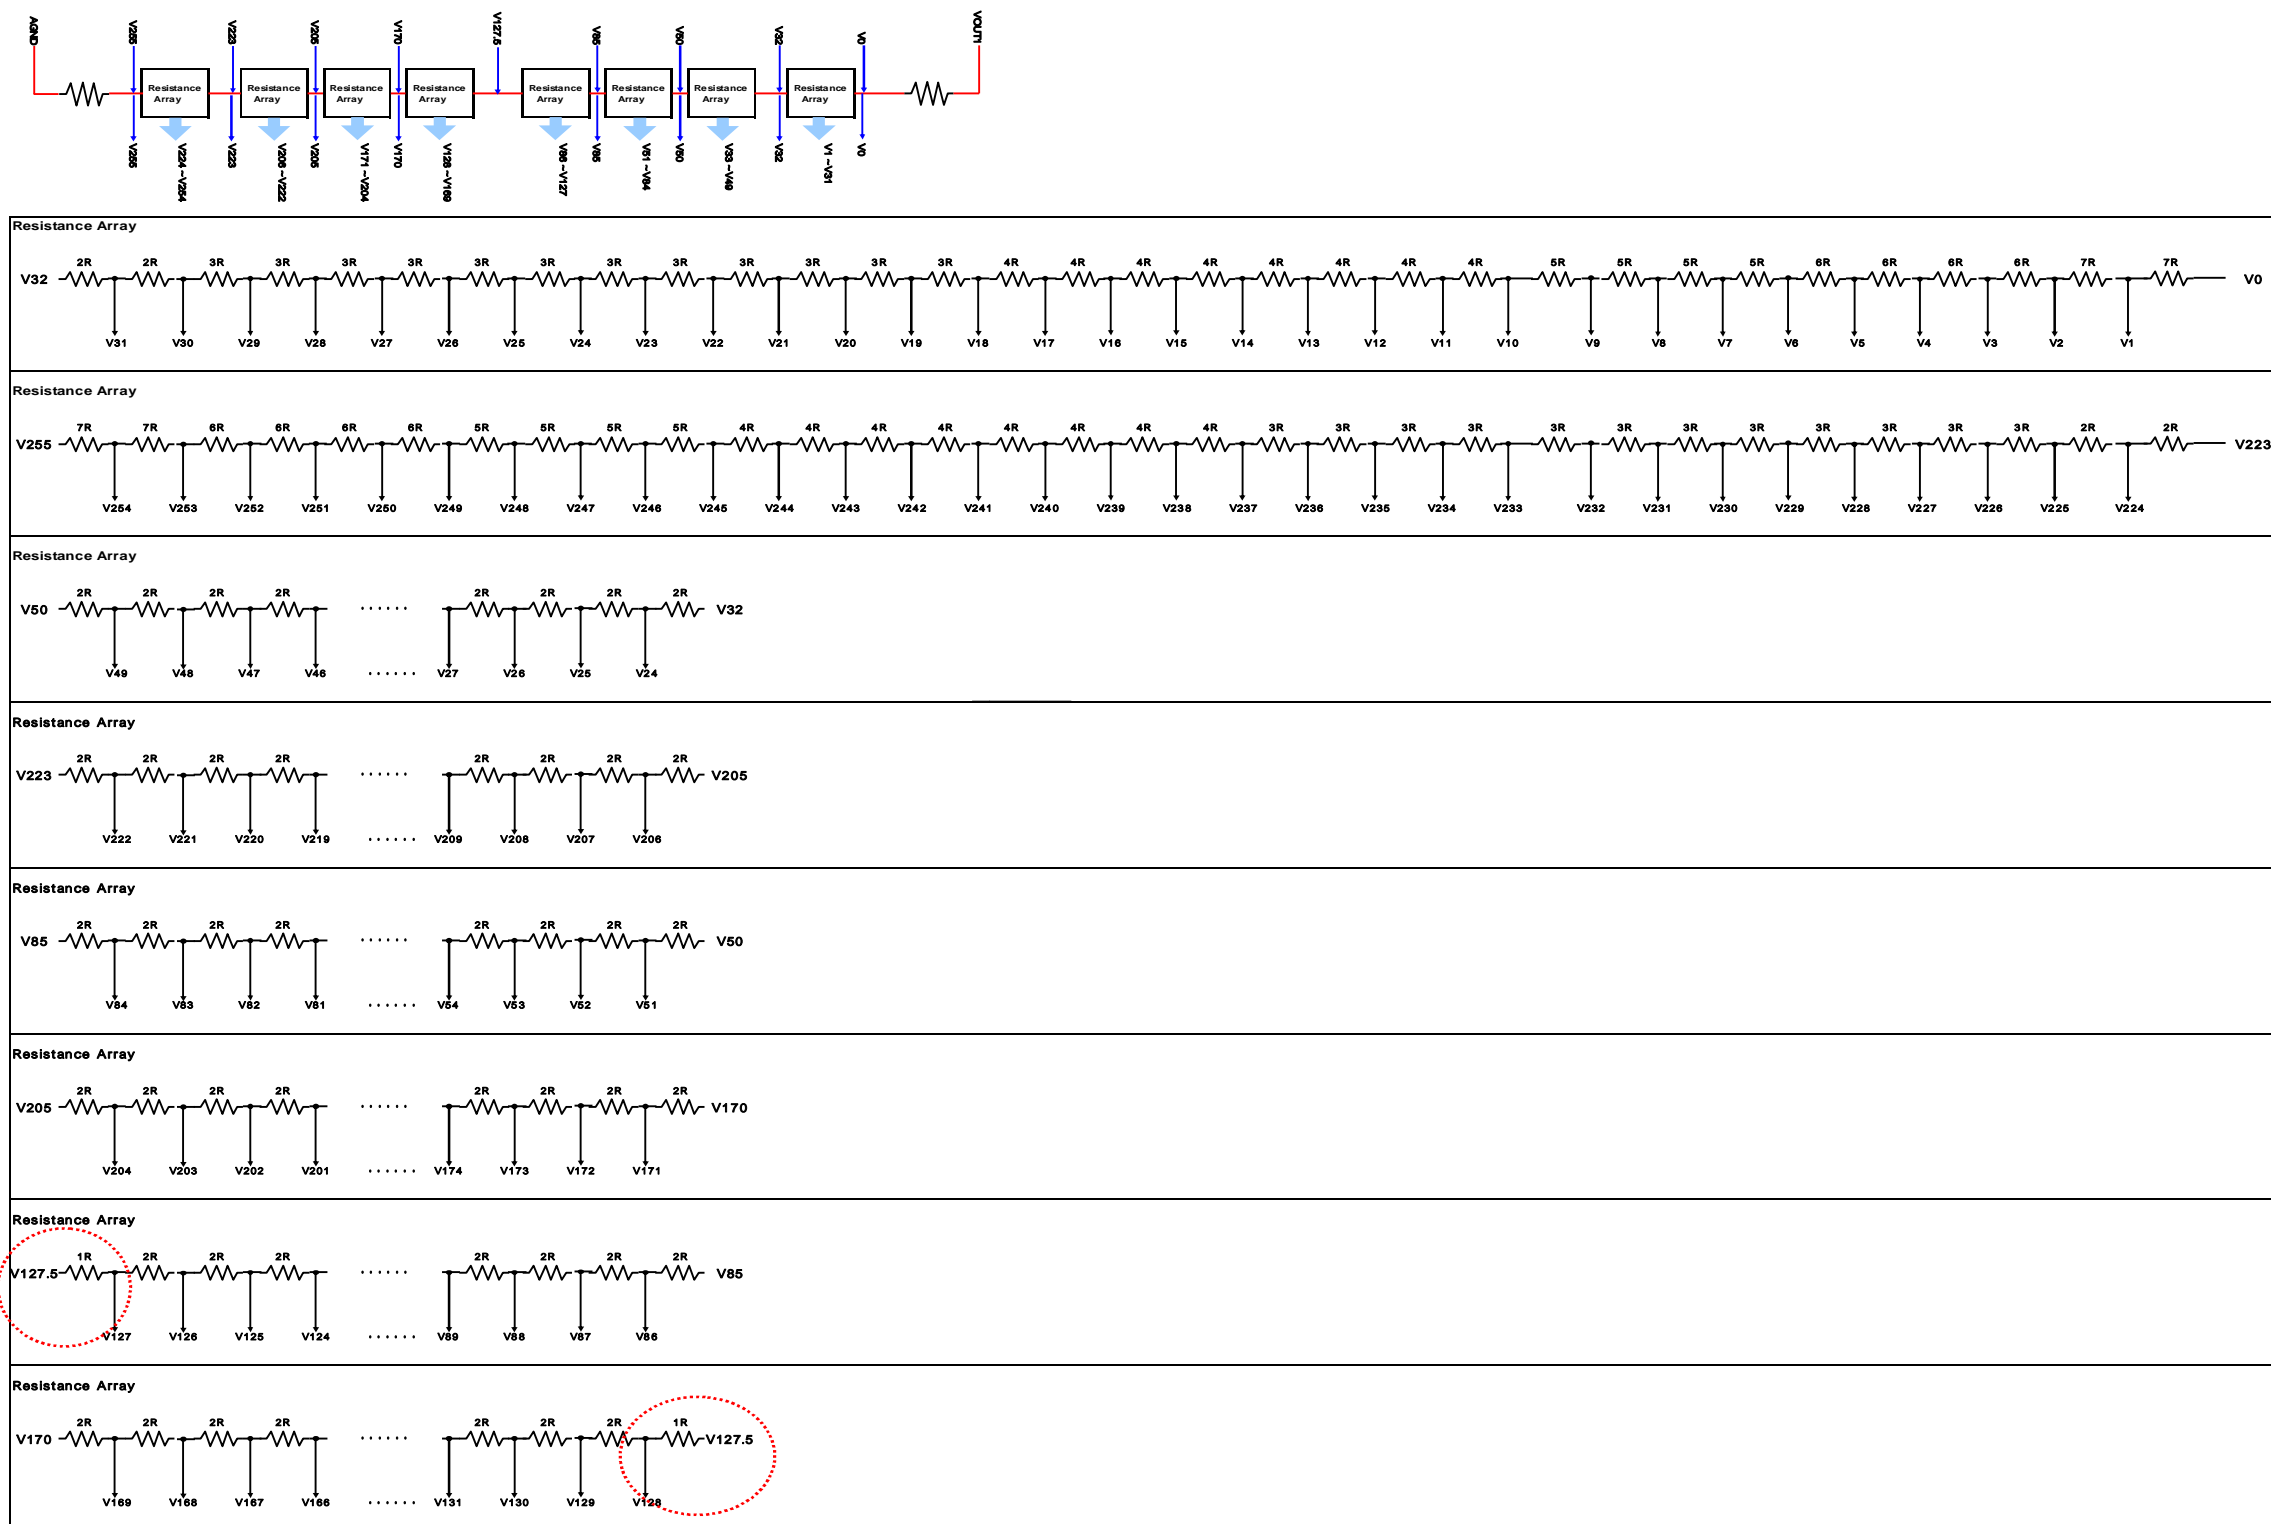 AGND V255 V223 V205 V170 V127.5 V85 V50 V32 V0 VOUT1
Resistance Resistance Resistance Resistance Resistance Resistance Resistance Resistance
Array Array Array Array Array Array Array Array
V255 V224~V254 V223 V206~V222 V205 V171~V204 V170 V128~V169 V86~V127 V85 V51~V84 V50 V33~V49 V32 V1~V31 V0
Resistance Array
2R 2R 3R 3R 3R 3R 3R 3R 3R 3R 3R 3R 3R 3R 4R 4R 4R 4R 4R 4R 4R 4R 5R 5R 5R 5R 6R 6R 6R 6R 7R 7R
V32 V0
V31 V30 V29 V28 V27 V26 V25 V24 V23 V22 V21 V20 V19 V18 V17 V16 V15 V14 V13 V12 V11 V10 V9 V8 V7 V6 V5 V4 V3 V2 V1
Resistance Array
7R 7R 6R 6R 6R 6R 5R 5R 5R 5R 4R 4R 4R 4R 4R 4R 4R 4R 3R 3R 3R 3R 3R 3R 3R 3R 3R 3R 3R 3R 2R 2R
V255 V223
V254 V253 V252 V251 V250 V249 V248 V247 V246 V245 V244 V243 V242 V241 V240 V239 V238 V237 V236 V235 V234 V233 V232 V231 V230 V229 V228 V227 V226 V225 V224
Resistance Array
2R 2R 2R 2R 2R 2R 2R 2R
V50 ...... V32
V49 V48 V47 V46 ...... V27 V26 V25 V24
Resistance Array
2R 2R 2R 2R 2R 2R 2R 2R
V223 ...... V205
V222 V221 V220 V219 ...... V209 V208 V207 V206
Resistance Array
2R 2R 2R 2R 2R 2R 2R 2R
V85 ...... V50
V84 V83 V82 V81 ...... V54 V53 V52 V51
Resistance Array
2R 2R 2R 2R 2R 2R 2R 2R
V205 ...... V170
V204 V203 V202 V201 ...... V174 V173 V172 V171
Resistance Array
1R 2R 2R 2R 2R 2R 2R 2R
V127.5 ...... V85
V127 V126 V125 V124 ...... V89 V88 V87 V86
Resistance Array
2R 2R 2R 2R 2R 2R 2R 1R
V170 ...... V127.5
V169 V168 V167 V166 ...... V131 V130 V129 V128